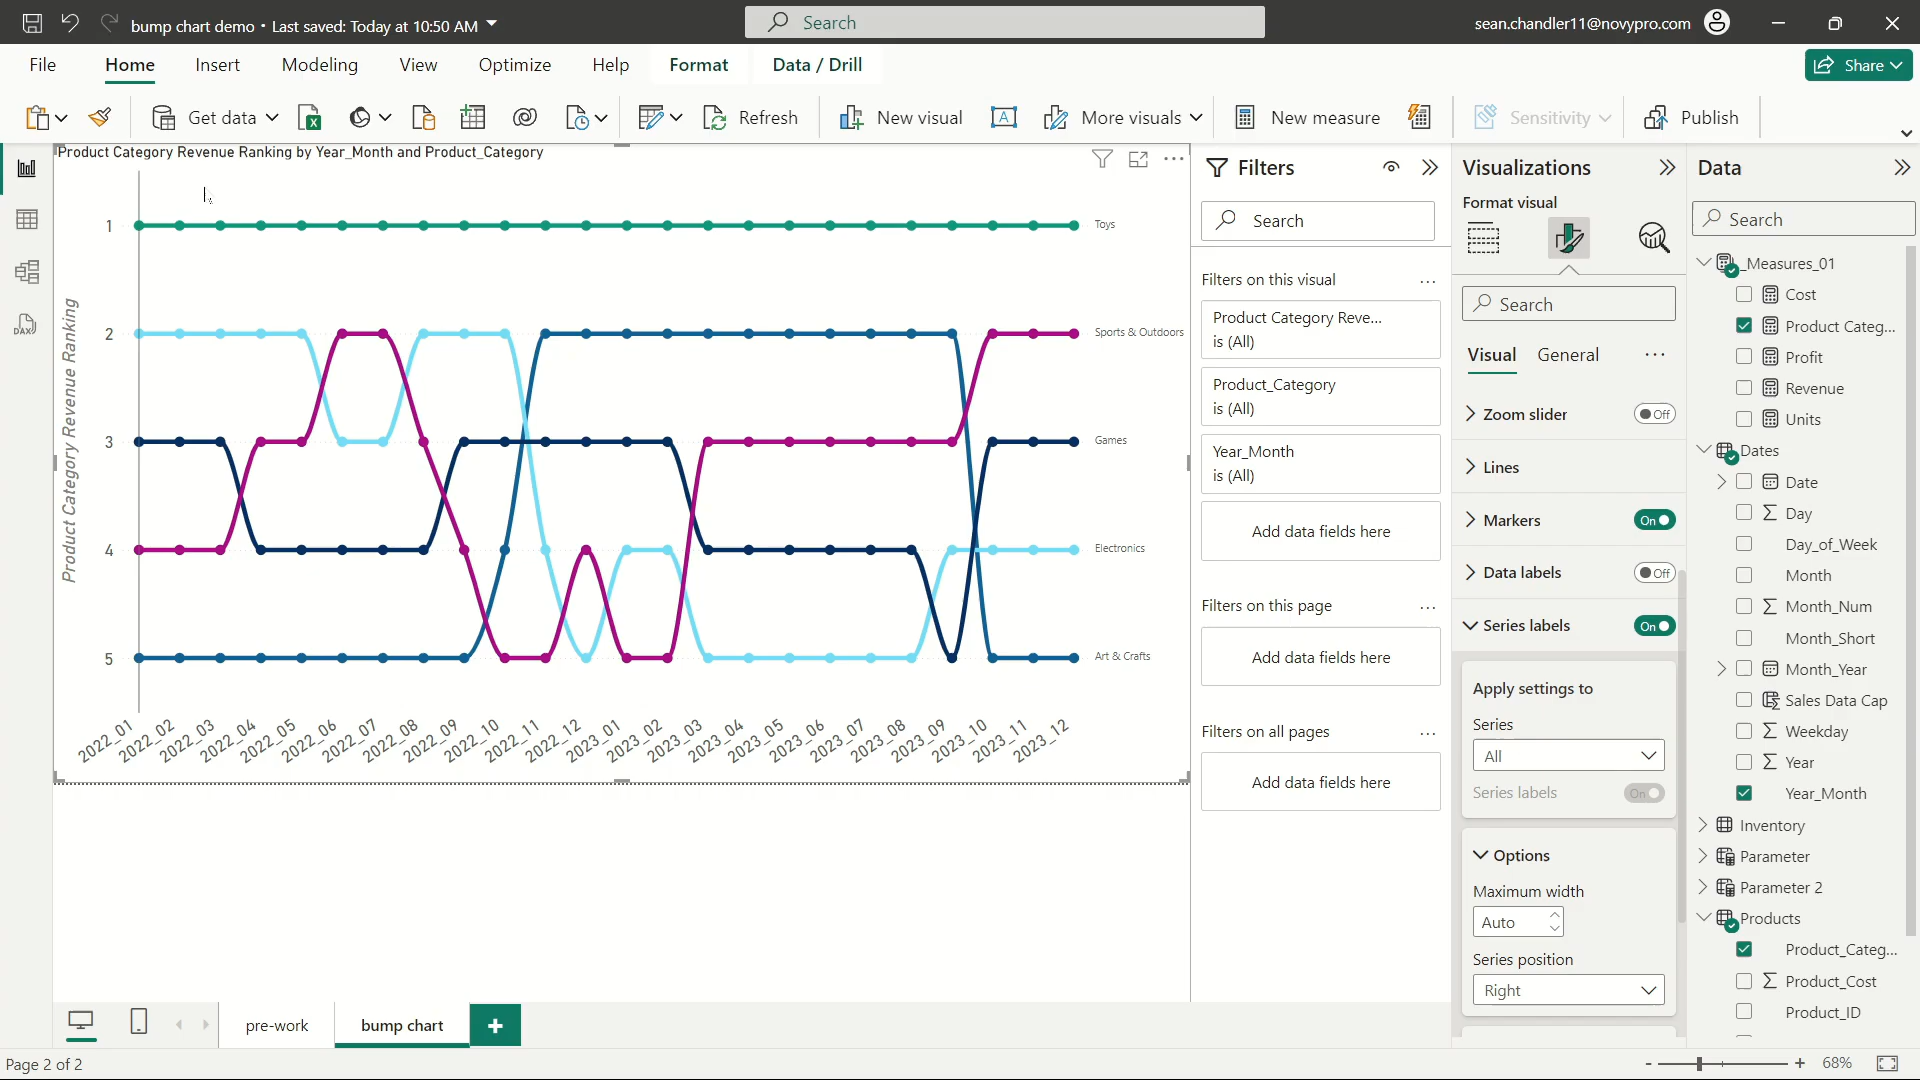 bump chart demo • Last saved: Today at 10:50 AM
Search
sean.chandler11@novypro.com
File
Home
Insert
Modeling
View
Optimize
Help
Format
Data / Drill
Share
Get data
Refresh
New visual
A
More visuals
New measure
Sensitivity
Publish
DAX
Product Category Revenue Ranking by Year_Month and Product_Category
Product Category Revenue Ranking
1
2
3
4
5
Toys
Sports & Outdoors
Games
Electronics
Art & Crafts
2022_01
2022_02
2022_03
2022_04
2022_05
2022_06
2022_07
2022_08
2022_09
2022_10
2022_11
2022_12
2023_01
2023_02
2023_03
2023_04
2023_05
2023_06
2023_07
2023_08
2023_09
2023_10
2023_11
2023_12
Filters
Search
Filters on this visual
Product Category Reve...
is (All)
Product_Category
is (All)
Year_Month
is (All)
Add data fields here
Filters on this page
Add data fields here
Filters on all pages
Add data fields here
Visualizations
Format visual
Search
Visual
General
Zoom slider
Off
Lines
Markers
On
Data labels
Off
Series labels
On
Apply settings to
Series
All
Series labels
On
Options
Maximum width
Auto
Series position
Right
Data
Search
_Measures_01
Cost
Product Categ...
Profit
Revenue
Units
Dates
Date
Day
Day_of_Week
Month
Month_Num
Month_Short
Month_Year
Sales Data Cap
Weekday
Year
Year_Month
Inventory
Parameter
Parameter 2
Products
Product_Categ...
Product_Cost
Product_ID
pre-work
bump chart
+
Page 2 of 2
- + 68%